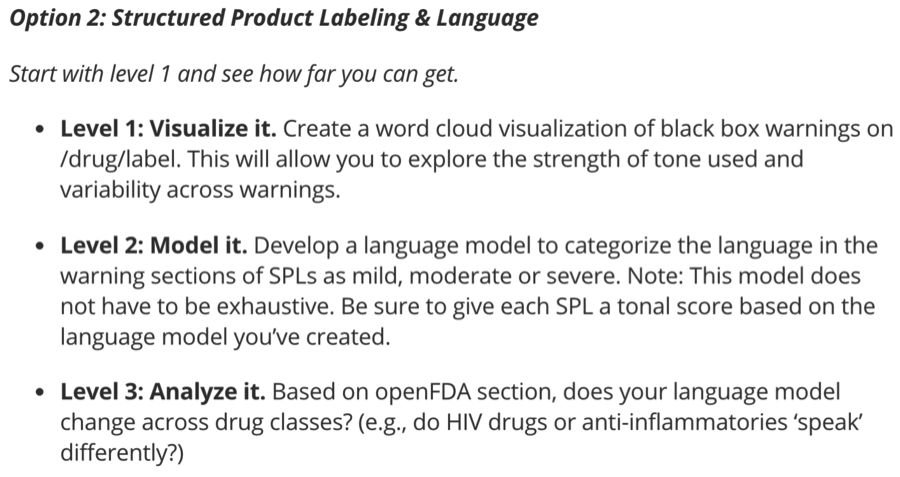 Option 2: Structured Product Labeling & Language
Start with level 1 and see how far you can get.
• Level 1: Visualize it. Create a word cloud visualization of black box warnings on
/drug/label. This will allow you to explore the strength of tone used and
variability across warnings.
• Level 2: Model it. Develop a language model to categorize the language in the
warning sections of SPLs as mild, moderate or severe. Note: This model does
not have to be exhaustive. Be sure to give each SPL a tonal score based on the
language model you’ve created.
• Level 3: Analyze it. Based on openFDA section, does your language model
change across drug classes? (e.g., do HIV drugs or anti-inflammatories ‘speak’
differently?)